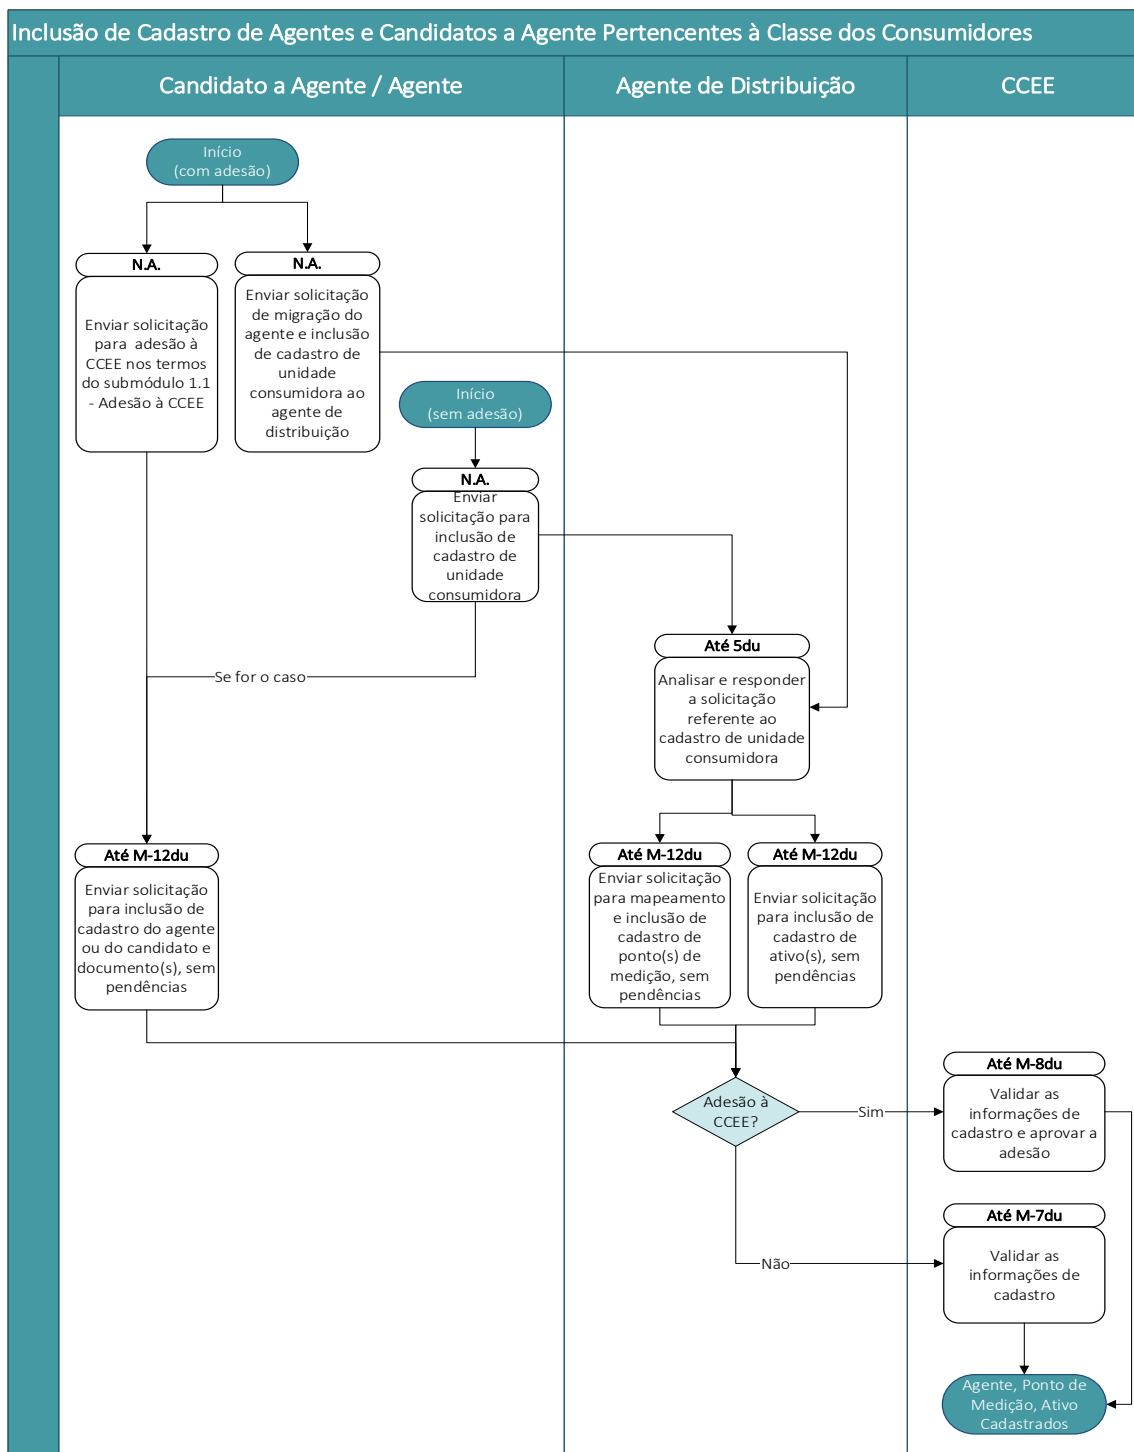 Inclusão de Cadastro de Agentes e Candidatos a Agente Pertencentes à Classe dos Consumidores
Candidato a Agente / Agente
Agente de Distribuição
CCEE
Início
(com adesão)
N.A.
Enviar solicitação
para adesão à
CCEE nos termos
do submódulo 1.1
- Adesão à CCEE
N.A.
Enviar solicitação
de migração do
agente e inclusão
de cadastro de
unidade
consumidora ao
agente de
distribuição
Início
(sem adesão)
N.A.
Enviar
solicitação para
inclusão de
cadastro de
unidade
consumidora
Se for o caso
Até 5du
Analisar e responder
a solicitação
referente ao
cadastro de unidade
consumidora
Até M-12du
Enviar solicitação
para inclusão de
cadastro do agente
ou do candidato e
documento(s), sem
pendências
Até M-12du
Enviar solicitação
para mapeamento
e inclusão de
cadastro de
ponto(s) de
medição, sem
pendências
Até M-12du
Enviar solicitação
para inclusão de
cadastro de
ativo(s), sem
pendências
Adesão à
CCEE?
Sim
Até M-8du
Validar as
informações de
cadastro e aprovar a
adesão
Não
Até M-7du
Validar as
informações de
cadastro
Agente, Ponto de
Medição, Ativo
Cadastrados